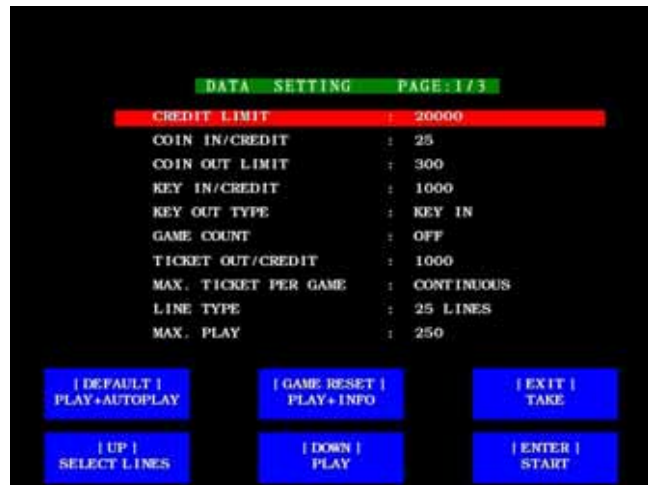 DATA SETTING PAGE:1/3
CREDIT LIMIT : 20000
COIN IN/CREDIT : 25
COIN OUT LIMIT : 300
KEY IN/CREDIT : 1000
KEY OUT TYPE : KEY IN
GAME COUNT : OFF
TICKET OUT/CREDIT : 1000
MAX. TICKET PER GAME : CONTINUOUS
LINE TYPE : 25 LINES
MAX. PLAY : 250
[ DEFAULT ]
PLAY+AUTOPLAY
[ GAME RESET ]
PLAY+INFO
[ EXIT ]
TAKE
[ UP ]
SELECT LINES
[ DOWN ]
PLAY
[ ENTER ]
START